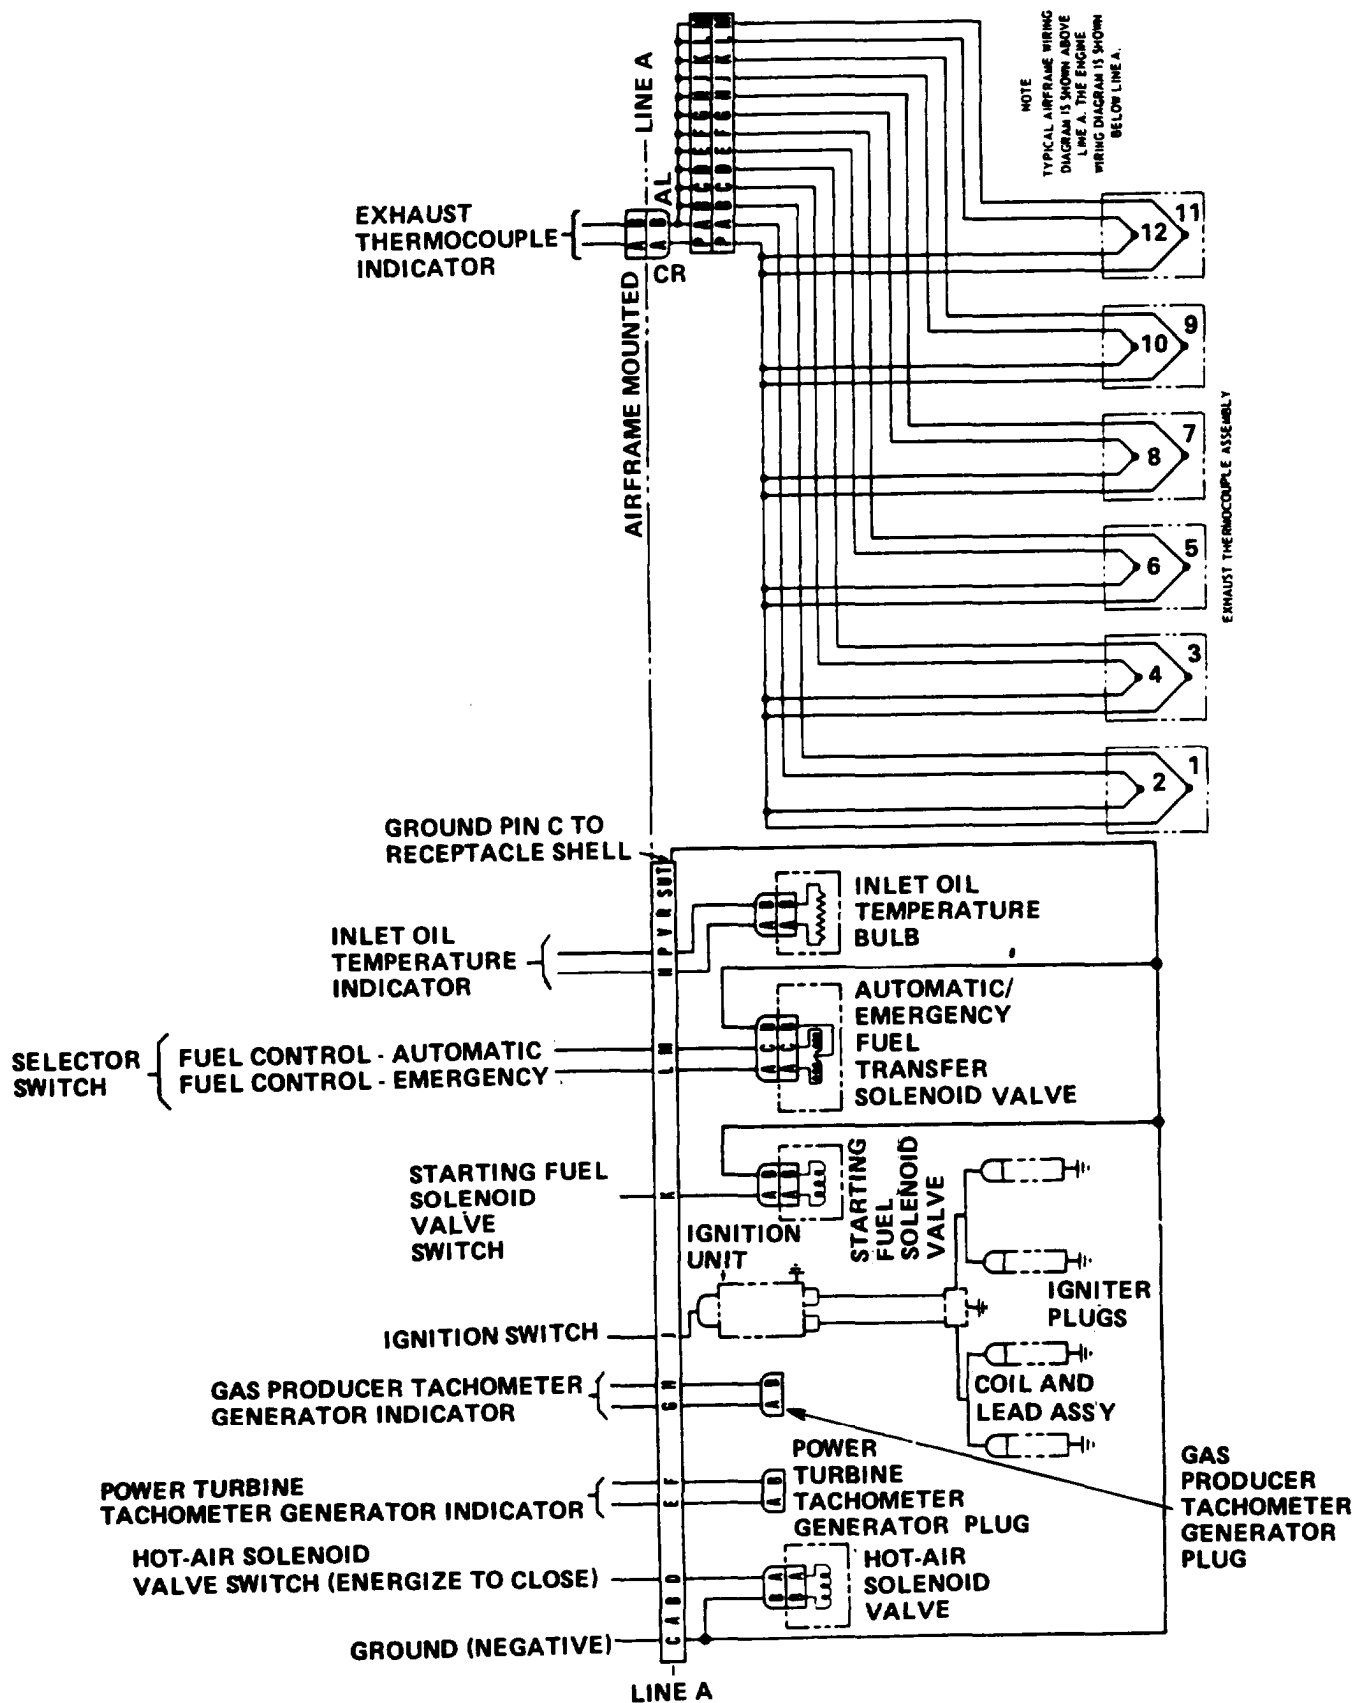 NOTE
TYPICAL AIRFRAME WIRING
DIAGRAM IS SHOWN ABOVE
LINE A. THE ENGINE
WIRING DIAGRAM IS SHOWN
BELOW LINE A.
LINE A
AL
CR
B B
A A
L K J H G F E D C B A P
L K J H G F E D C B A P
EXHAUST
THERMOCOUPLE
INDICATOR
AIRFRAME MOUNTED
11
12
9
10
7
8
5
6
3
4
1
2
EXHAUST THERMOCOUPLE ASSEMBLY
GROUND PIN C TO
RECEPTACLE SHELL
S U T
R
V
P
N
INLET OIL
TEMPERATURE
INDICATOR
B B
A A
INLET OIL
TEMPERATURE
BULB
SELECTOR
SWITCH
FUEL CONTROL - AUTOMATIC
FUEL CONTROL - EMERGENCY
M
L
B B
C C
A A
AUTOMATIC/
EMERGENCY
FUEL
TRANSFER
SOLENOID VALVE
STARTING FUEL
SOLENOID
VALVE
SWITCH
K
B B
A A
STARTING
FUEL
SOLENOID
VALVE
IGNITION
UNIT
IGNITER
PLUGS
IGNITION SWITCH
COIL AND
LEAD ASS'Y
GAS PRODUCER TACHOMETER
GENERATOR INDICATOR
H
G
B
A
GAS
PRODUCER
TACHOMETER
GENERATOR
PLUG
POWER TURBINE
TACHOMETER GENERATOR INDICATOR
F
E
B
A
POWER
TURBINE
TACHOMETER
GENERATOR PLUG
HOT-AIR SOLENOID
VALVE SWITCH (ENERGIZE TO CLOSE)
D
B
A
C
A A
B B
HOT-AIR
SOLENOID
VALVE
GROUND (NEGATIVE)
LINE A